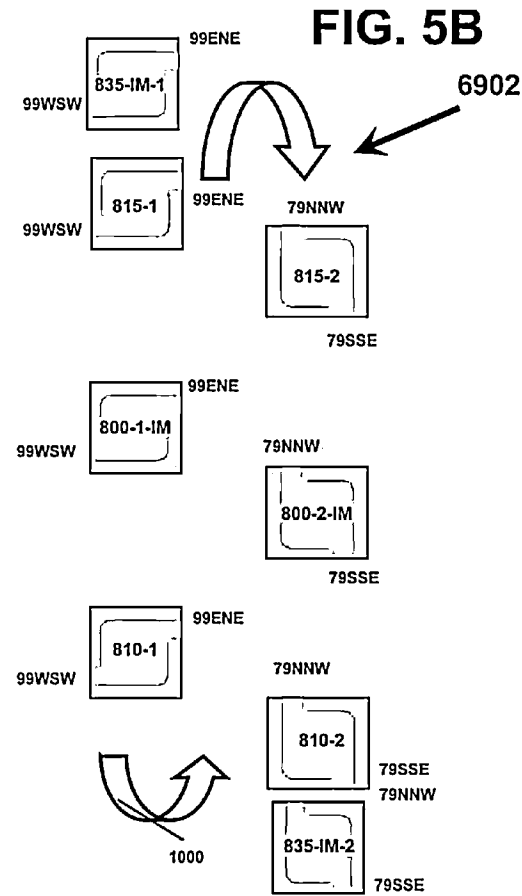 FIG. 5B
99ENE
6902
835-IM-1
99WSW
815-1
99ENE
99WSW
79NNW
815-2
79SSE
99ENE
800-1-IM
99WSW
79NNW
800-2-IM
79SSE
99ENE
810-1
99WSW
79NNW
810-2
79SSE
79NNW
1000
835-IM-2
79SSE